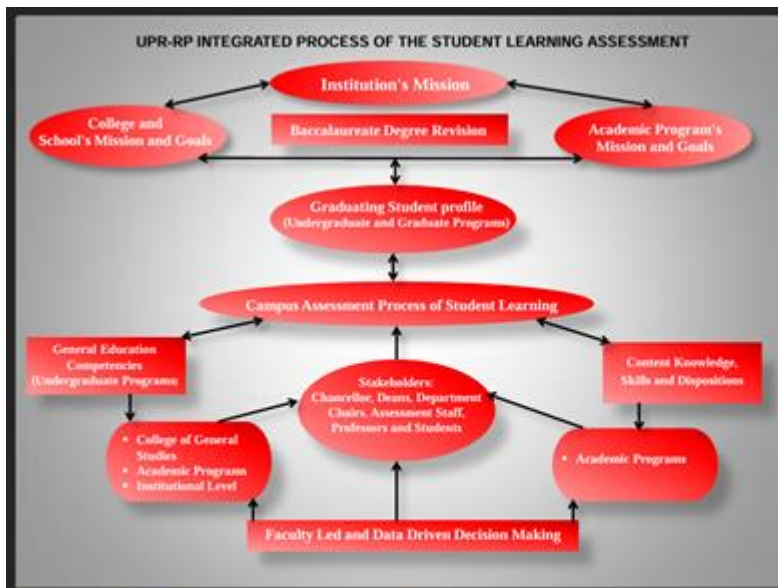 UPR-RP INTEGRATED PROCESS OF THE STUDENT LEARNING ASSESSMENT
Institution's Mission
College and
School's Mission and Goals
Baccalaureate Degree Revision
Academic Program's
Mission and Goals
Graduating Student profile
(Undergraduate and Graduate Programs)
Campus Assessment Process of Student Learning
General Education
Competencies
(Undergraduate Programs)
Content Knowledge,
Skills and Dispositions
Stakeholders:
Chancellor, Deans, Department
Chairs, Assessment Staff,
Professors and Students
• College of General
Studies
• Academic Programs
• Institutional Level
• Academic Programs
Faculty Led and Data Driven Decision Making